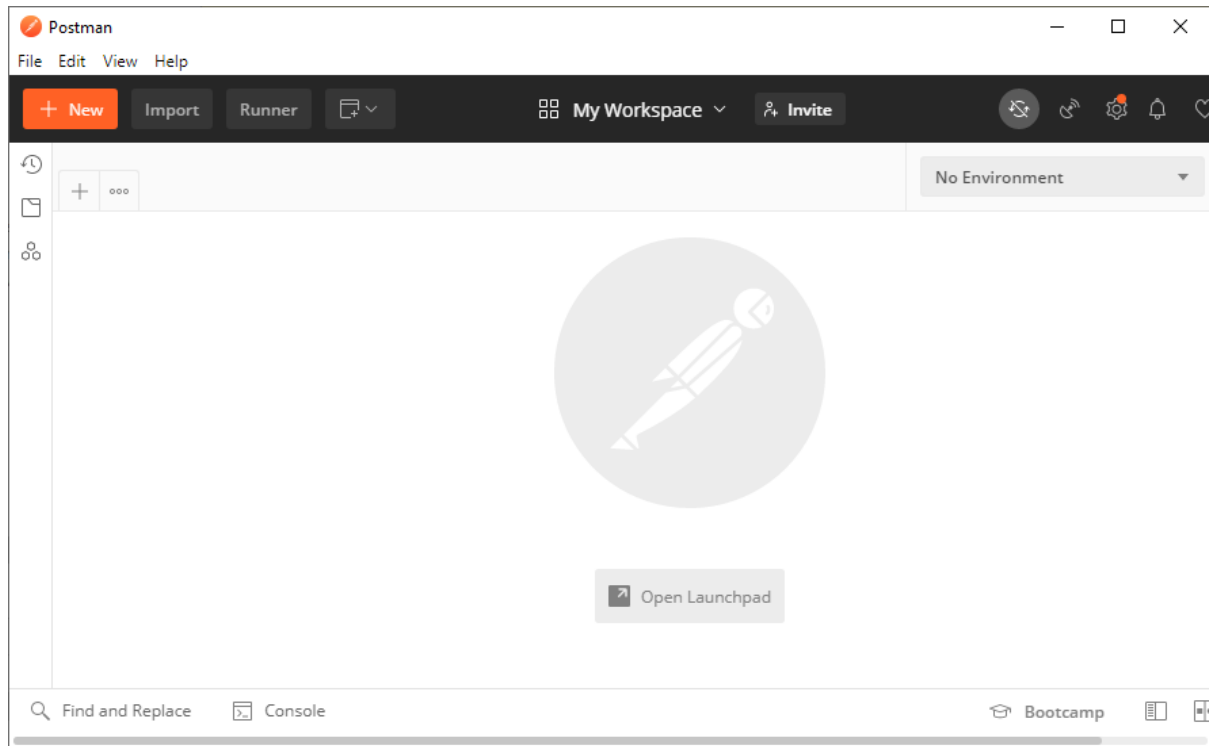 Postman
File Edit View Help
New Import Runner My Workspace Invite
No Environment
Open Launchpad
Find and Replace Console Bootcamp